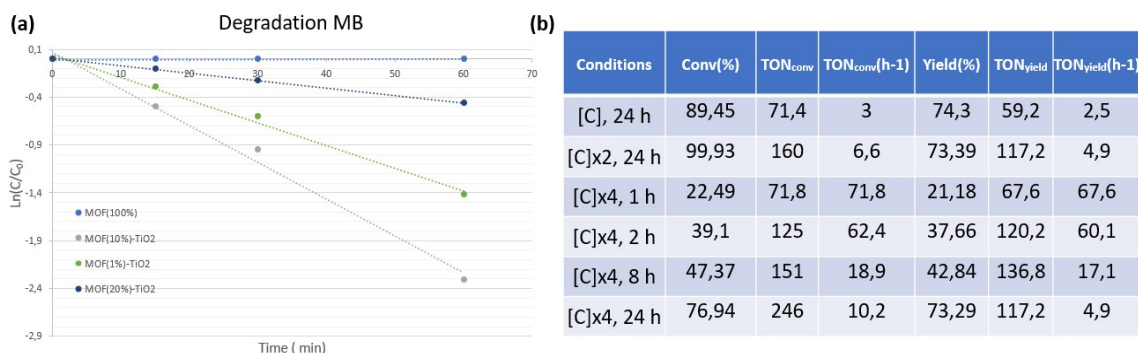 (a)
Degradation MB
0,1
-0,4
-0,9
-1,4
-1,9
-2,4
-2,9
Ln(C/C0)
0 10 20 30 40 50 60 70
Time ( min)
MOF(100%)
MOF(10%)-TiO2
MOF(1%)-TiO2
MOF(20%)-TiO2
(b)
Conditions Conv(%) TONconv TONconv(h-1) Yield(%) TONyield TONyield(h-1)
[C], 24 h 89,45 71,4 3 74,3 59,2 2,5
[C]x2, 24 h 99,93 160 6,6 73,39 117,2 4,9
[C]x4, 1 h 22,49 71,8 71,8 21,18 67,6 67,6
[C]x4, 2 h 39,1 125 62,4 37,66 120,2 60,1
[C]x4, 8 h 47,37 151 18,9 42,84 136,8 17,1
[C]x4, 24 h 76,94 246 10,2 73,29 117,2 4,9